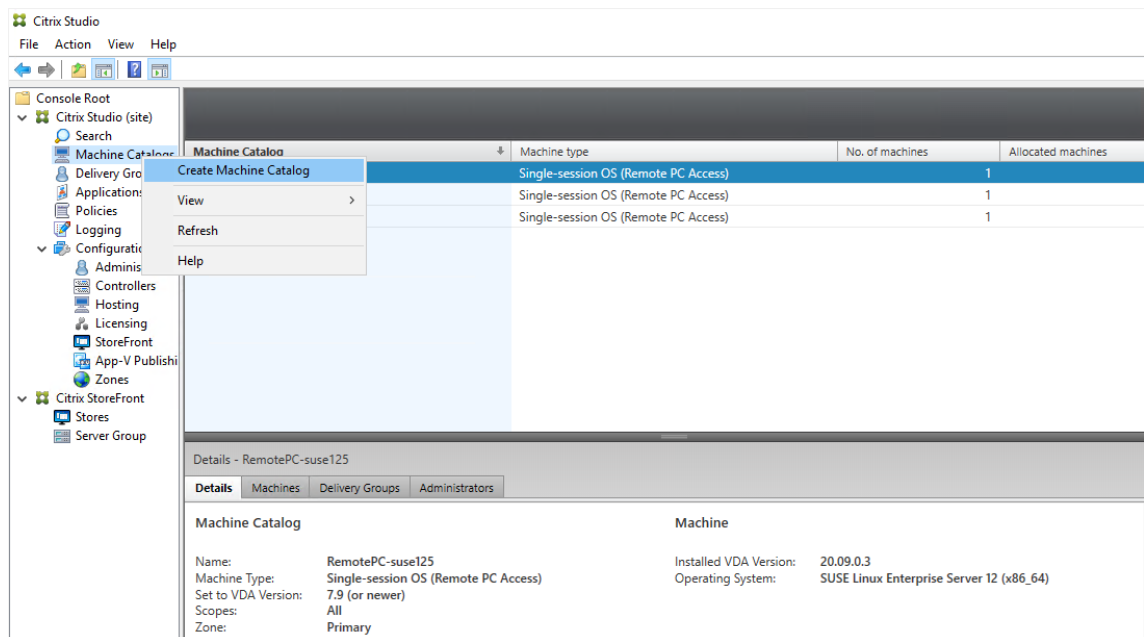 Citrix Studio
File Action View Help
Console Root
Citrix Studio (site)
Search
Machine Catalogs
Delivery Gro
Applications
Policies
Logging
Configuratio
Adminis
Controllers
Hosting
Licensing
StoreFront
App-V Publishi
Zones
Citrix StoreFront
Stores
Server Group
Create Machine Catalog
View
Refresh
Help
Machine Catalog Machine type No. of machines Allocated machines
Single-session OS (Remote PC Access) 1
Single-session OS (Remote PC Access) 1
Single-session OS (Remote PC Access) 1
Details - RemotePC-suse125
Details Machines Delivery Groups Administrators
Machine Catalog
Name: RemotePC-suse125
Machine Type: Single-session OS (Remote PC Access)
Set to VDA Version: 7.9 (or newer)
Scopes: All
Zone: Primary
Machine
Installed VDA Version: 20.09.0.3
Operating System: SUSE Linux Enterprise Server 12 (x86_64)